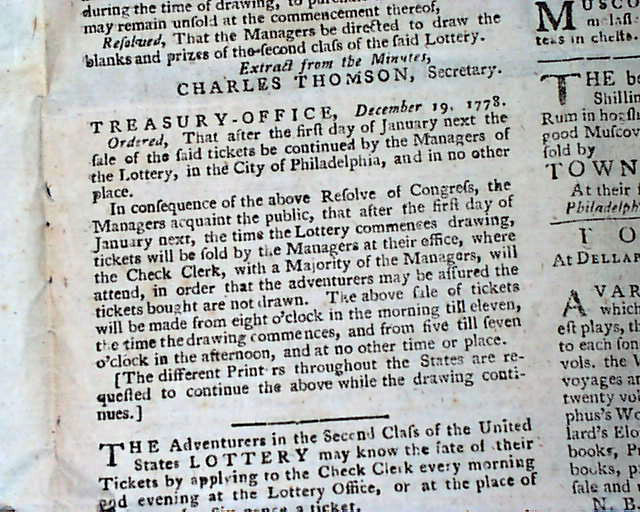 during the time of drawing, to
may remain unſold at the commencement thereof,
Reſolved, That the Managers be directed to draw the
blanks and prizes of the ſecond claſs of the ſaid Lottery.
Extract from the Minutes,
CHARLES THOMSON, Secretary.
TREASURY-OFFICE, December 19, 1778.
Ordered, That after the firſt day of January next the
ſale of the ſaid tickets be continued by the Managers of
the Lottery, in the City of Philadelphia, and in no other
place.
In conſequence of the above Reſolve of Congreſs, the
Managers acquaint the public, that after the firſt day of
January next, the time the Lottery commences drawing,
tickets will be ſold by the Managers at their office, where
the Check Clerk, with a Majority of the Managers, will
attend, in order that the adventurers may be aſſured the
tickets bought are not drawn. The above ſale of tickets
will be made from eight o'clock in the morning till eleven,
the time the drawing commences, and from five till ſeven
o'clock in the afternoon, and at no other time or place.
[The different Printers throughout the States are re-
queſted to continue the above while the drawing conti-
nues.]
THE Adventurers in the Second Claſs of the United
States LOTTERY may know the fate of their
Tickets by applying to the Check Clerk every morning
and evening at the Lottery Office, or at the place of
a ticket.
MUSCO
teas in cheſts.
THE
Shillin
Rum in hogſh
good Muſcov
ſold by
TOWN
At their
Philadelph
TO
At DELLAP
A VAR
which
eſt plays, th
to each ſon
vols. the
voyages a
twenty vo
phus's Wo
lard's Elo
books, P
books, p
ſale and
N. B.